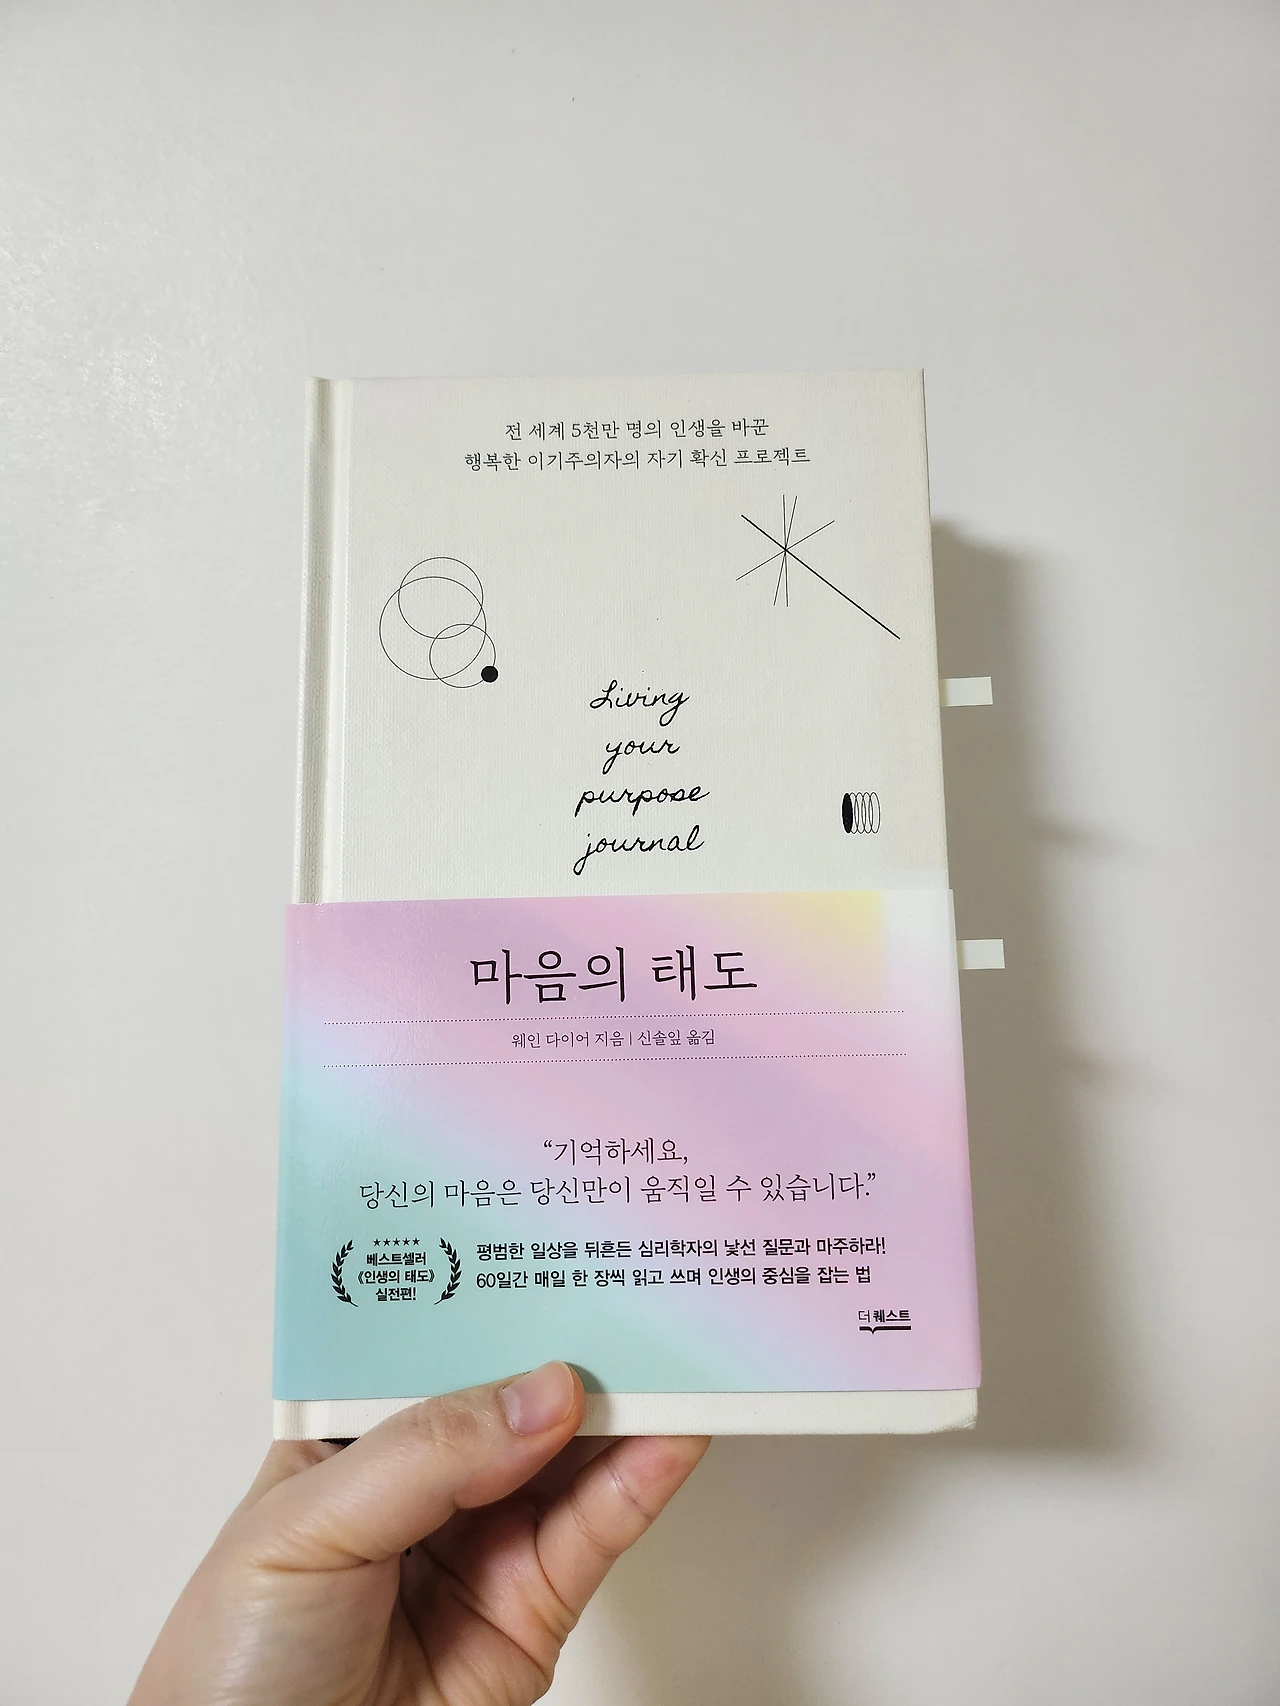 전 세계 5천만 명의 인생을 바꾼
행복한 이기주의자의 자기 확신 프로젝트
Living
your
purpose
journal
마음의 태도
웨인 다이어 지음 | 신솔잎 옮김
“기억하세요,
당신의 마음은 당신만이 움직일 수 있습니다.”
★★★★★
베스트셀러
《인생의 태도》
실전편!
평범한 일상을 뒤흔든 심리학자의 낯선 질문과 마주하라!
60일간 매일 한 장씩 읽고 쓰며 인생의 중심을 잡는 법
더 퀘스트